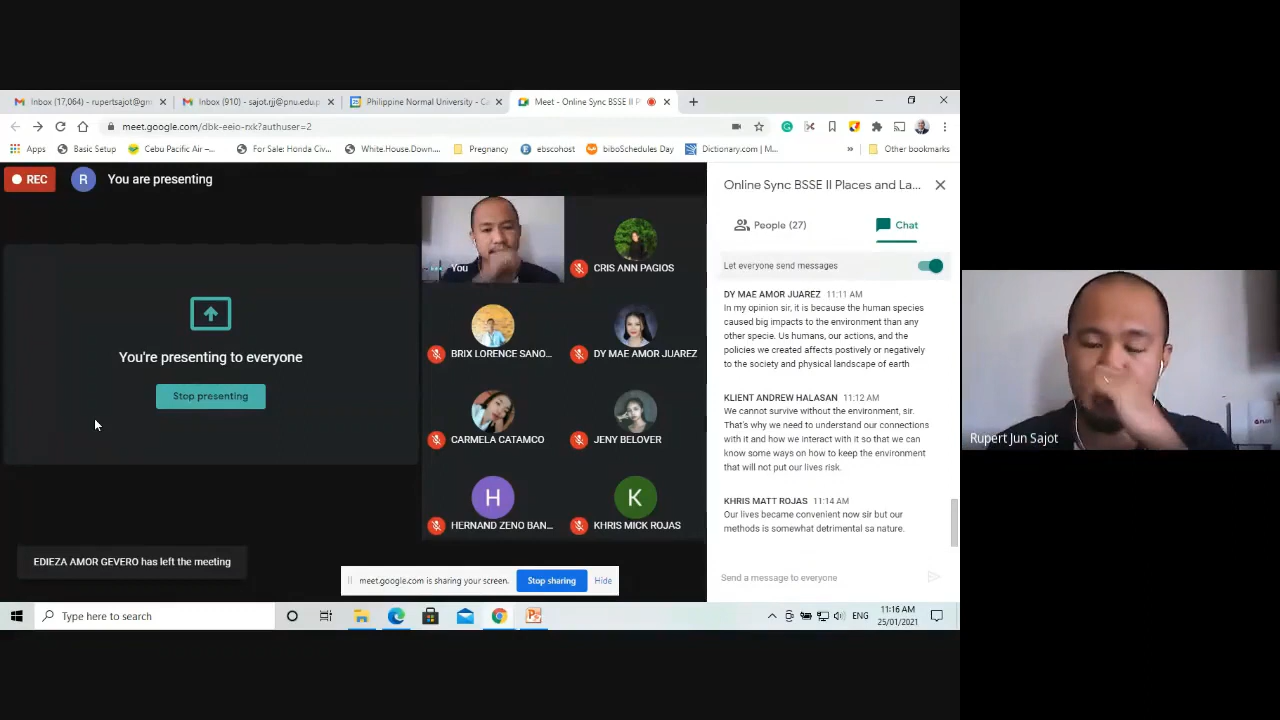 Inbox (17,064) - rupertsajot@gm
Inbox (910) - sajot.rjj@pnu.edu.p
Philippine Normal University - Ca
Meet - Online Sync BSSE II P
meet.google.com/dbk-eeio-rxk?authuser=2
Apps
Basic Setup
Cebu Pacific Air –...
For Sale: Honda Civ...
White.House.Down....
Pregnancy
ebscohost
biboSchedules Day
Dictionary.com | M...
»
Other bookmarks
REC
R
You are presenting
You're presenting to everyone
Stop presenting
EDIEZA AMOR GEVERO has left the meeting
You
CRIS ANN PAGIOS
BRIX LORENCE SANO...
DY MAE AMOR JUAREZ
CARMELA CATAMCO
JENY BELOVER
H
HERNAND ZENO BAN...
K
KHRIS MICK ROJAS
meet.google.com is sharing your screen.
Stop sharing
Hide
Online Sync BSSE II Places and La...
People (27)
Chat
Let everyone send messages
DY MAE AMOR JUAREZ 11:11 AM
In my opinion sir, it is because the human species
caused big impacts to the environment than any
other specie. Us humans, our actions, and the
policies we created affects postively or negatively
to the society and physical landscape of earth
KLIENT ANDREW HALASAN 11:12 AM
We cannot survive without the environment, sir.
That's why we need to understand our connections
with it and how we interact with it so that we can
know some ways on how to keep the environment
that will not put our lives risk.
KHRIS MATT ROJAS 11:14 AM
Our lives became convenient now sir but our
methods is somewhat detrimental sa nature.
Send a message to everyone
Type here to search
ENG
11:16 AM
25/01/2021
Rupert Jun Sajot